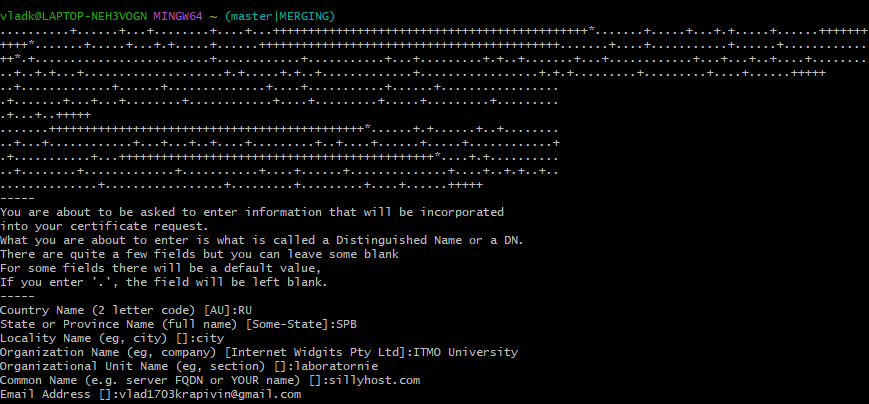 vladk@LAPTOP-NEH3VOGN MINGW64 ~ (master|MERGING)
..........+......+...+......+.....+...+++++++++++++++++++++++++++++++++++++++++++++*.......+.....+...+.+.....+......+++++++
++++*.......+.....+...+.+.....+......+++++++++++++++++++++++++++++++++++++++++++++........+.......+.....+.........+........
++*.+.........................+............+...........+...+.........+.+..+.......+...+............+...+...+....+..........
..+..+.+...+....................+.+.+..+.+..+......................+.+.+.........+.........+.......+.....+......+++++
..+.............+......+..............+....+............+......+.................
.+.......+...+...+......+............+.......+.........+.....+.........+.........
.+...+..+++++
.......+++++++++++++++++++++++++++++++++++++++++++++*......+.+......+..+........
..+...+............+...+...+..+....+.......+..+....+......+.....+............+
.+...........+...+++++++++++++++++++++++++++++++++++++++++++++*....+.+..........
..+........+.....+......+...........+.....+......+..............+....+..+.+..+..
..............+.................+.........+..........+....+......+++++
-----
You are about to be asked to enter information that will be incorporated
into your certificate request.
What you are about to enter is what is called a Distinguished Name or a DN.
There are quite a few fields but you can leave some blank
For some fields there will be a default value,
If you enter '.', the field will be left blank.
-----
Country Name (2 letter code) [AU]:RU
State or Province Name (full name) [Some-State]:SPB
Locality Name (eg, city) []:city
Organization Name (eg, company) [Internet Widgits Pty Ltd]:ITMO University
Organizational Unit Name (eg, section) []:laboratornie
Common Name (e.g. server FQDN or YOUR name) []:sillyhost.com
Email Address []:vlad1703krapivin@gmail.com